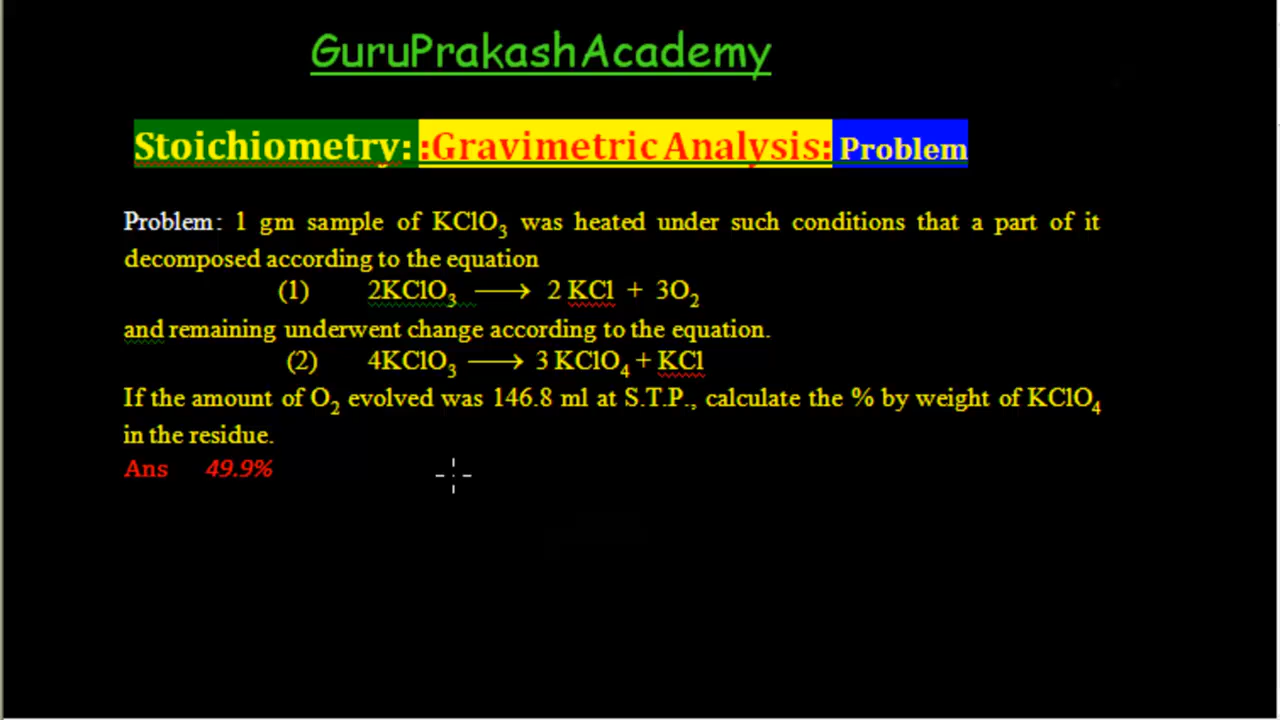 GuruPrakashAcademy
Stoichiometry: :Gravimetric Analysis: Problem
Problem: 1 gm sample of KClO₃ was heated under such conditions that a part of it
decomposed according to the equation
(1) 2KClO₃ ⟶ 2 KCl + 3O₂
and remaining underwent change according to the equation.
(2) 4KClO₃ ⟶ 3 KClO₄ + KCl
If the amount of O₂ evolved was 146.8 ml at S.T.P., calculate the % by weight of KClO₄
in the residue.
Ans 49.9%